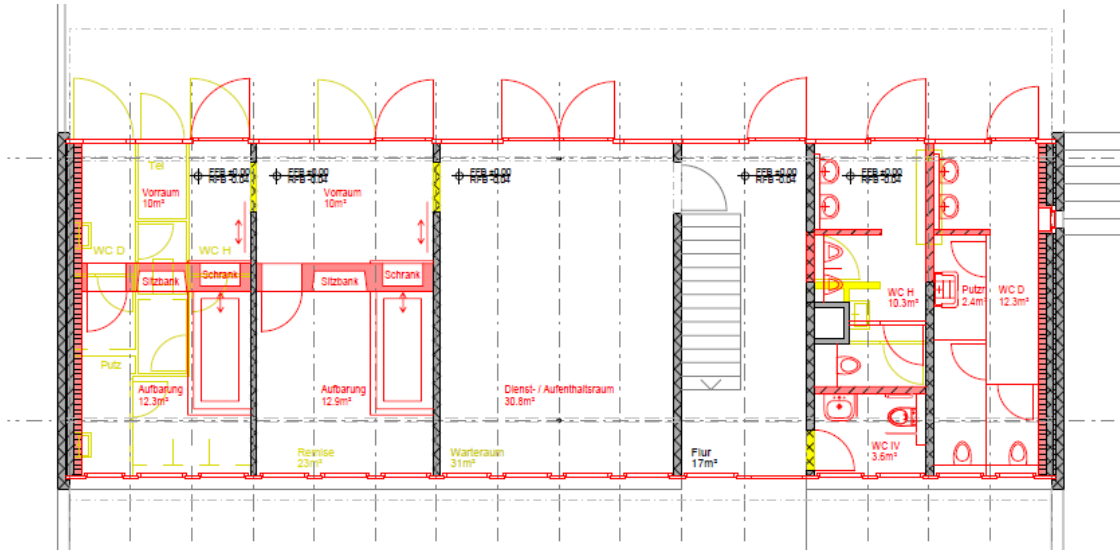 Tel
Vorraum
10m²
WC D
WC H
Sitzbank
Schrank
Putz
Aufbarung
12.3m²
FFB ±0.00
RFB -0.04
FFB ±0.00
RFB -0.04
Vorraum
10m²
Sitzbank
Schrank
Aufbarung
12.9m²
Remise
23m²
FFB ±0.00
RFB -0.04
Dienst- / Aufenthaltsraum
30.8m²
Warteraum
31m²
FFB ±0.00
RFB -0.04
Flur
17m²
FFB ±0.00
RFB -0.04
WC H
10.3m²
Putzr
2.4m²
WC D
12.3m²
WC IV
3.6m²